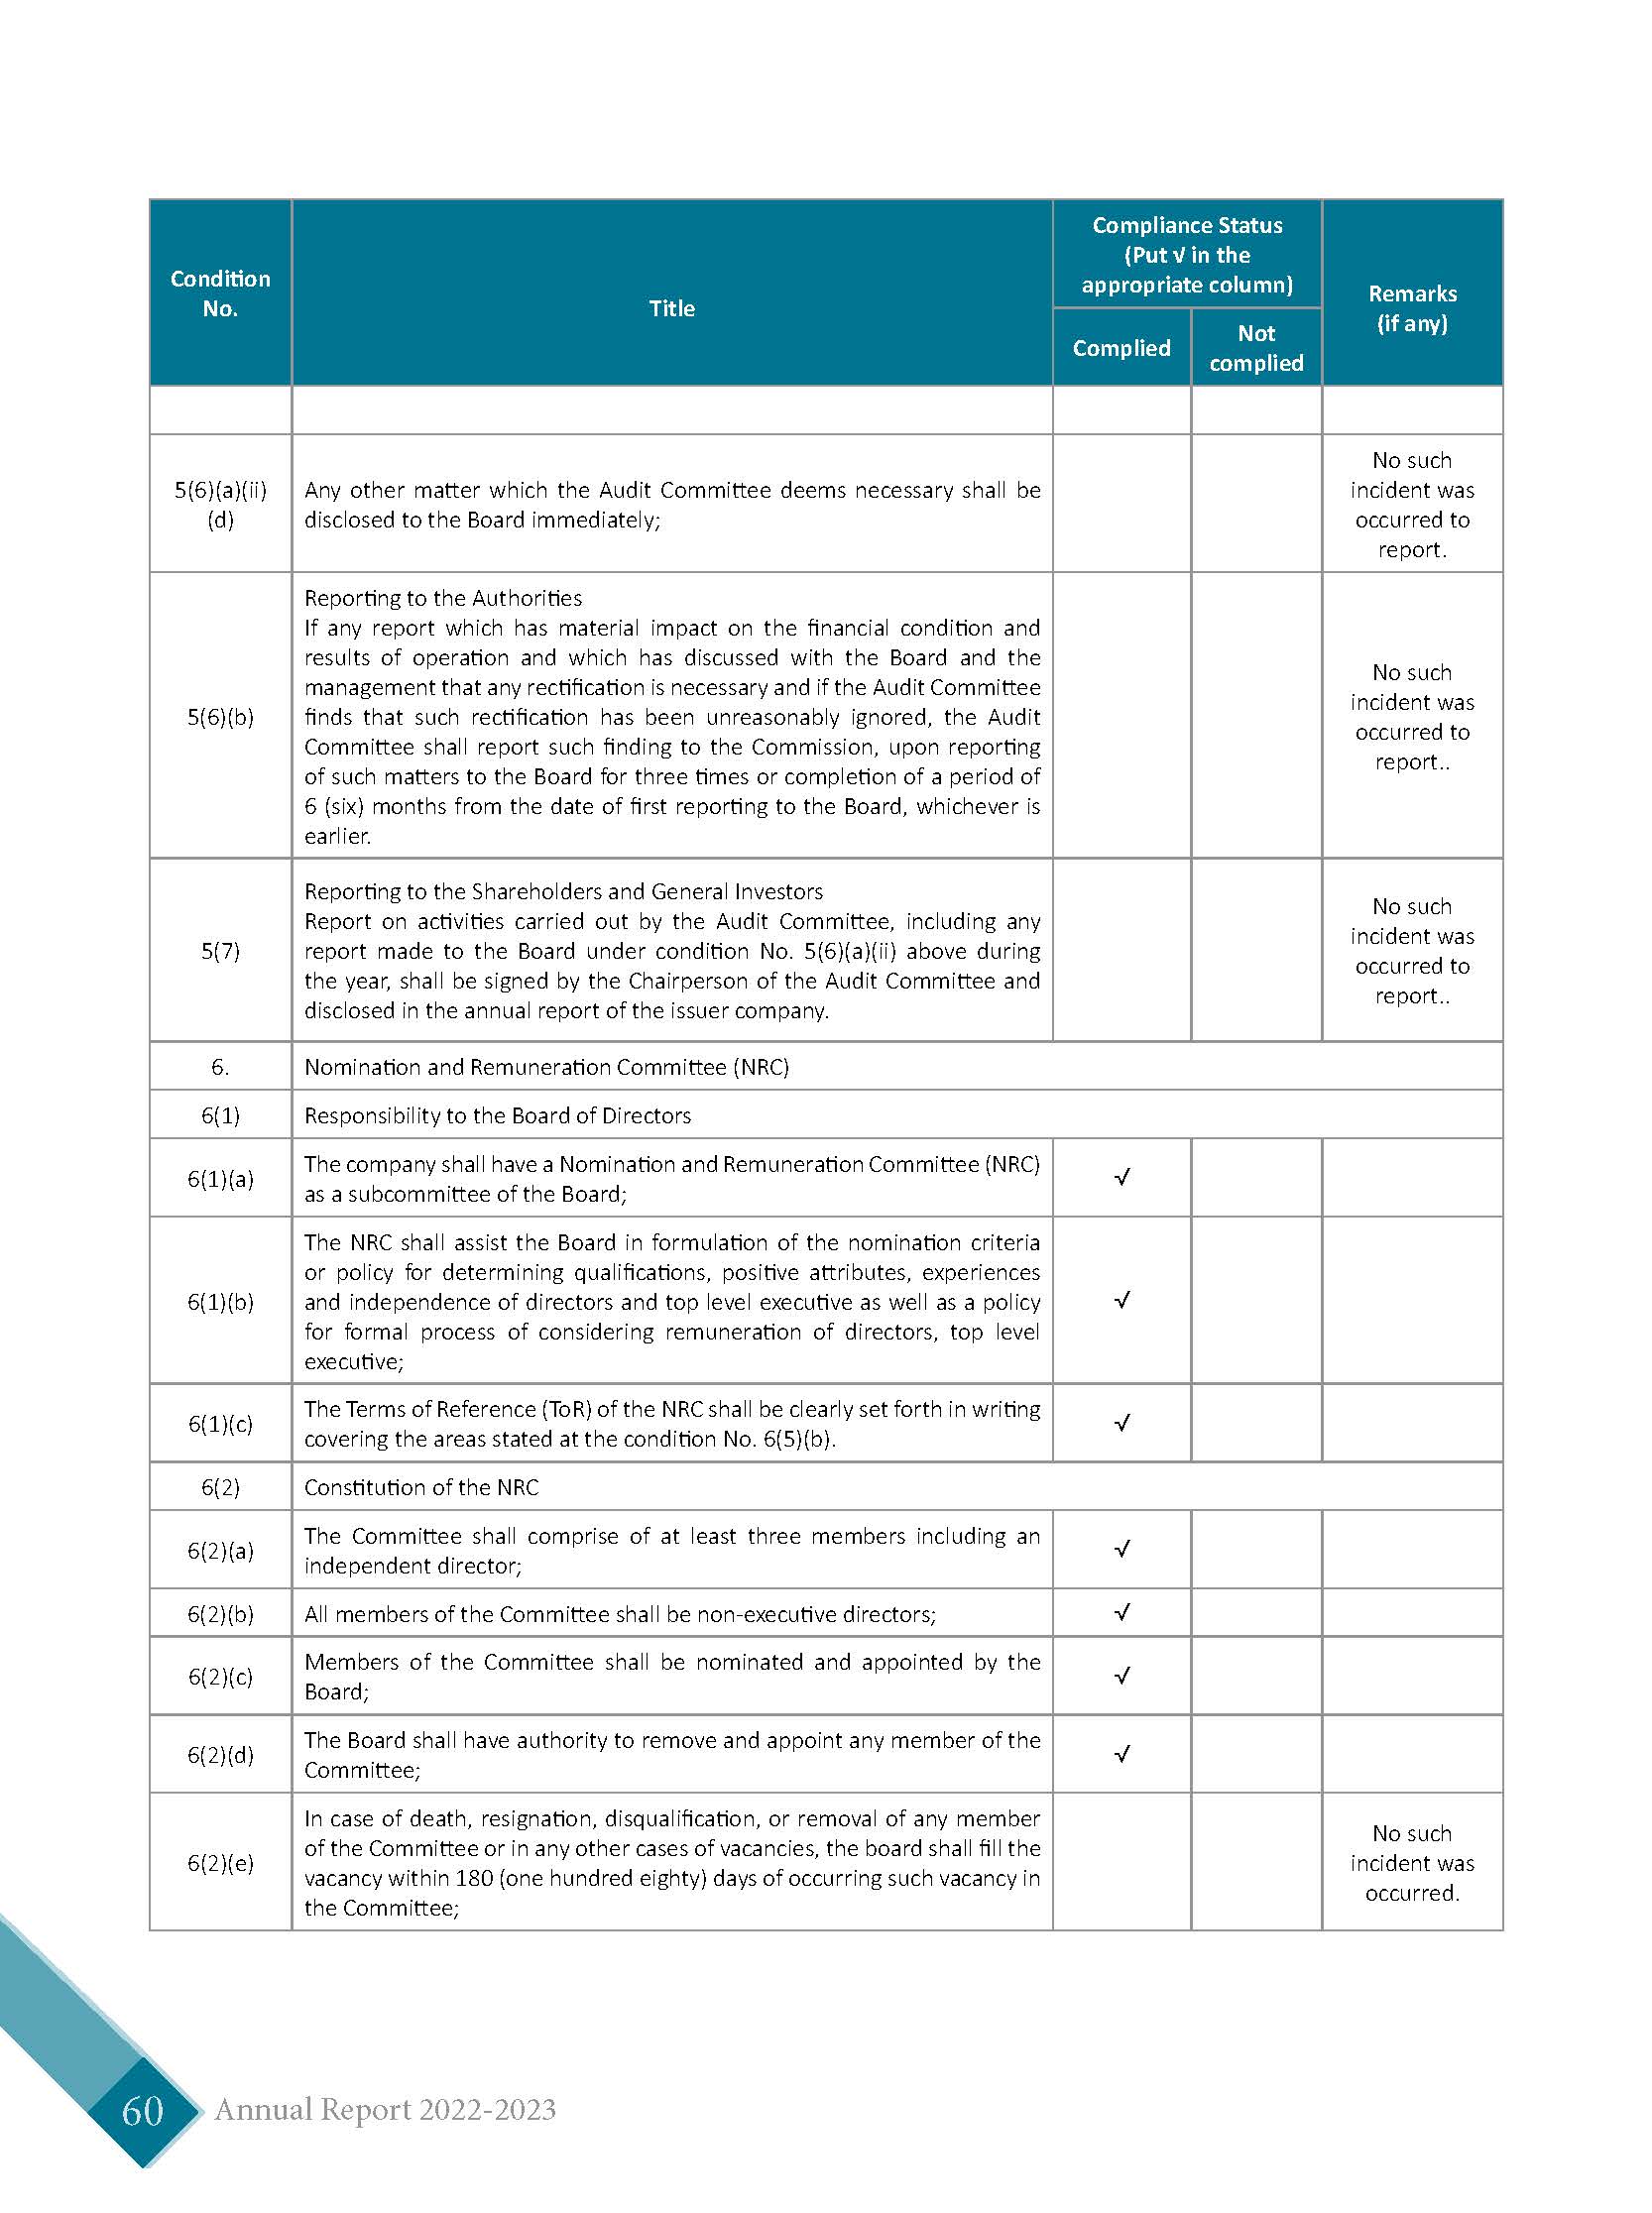 Condition
No.
Title
Compliance Status
(Put √ in the
appropriate column)
Remarks
(if any)
Complied
Not
complied
5(6)(a)(ii)
(d)
Any other matter which the Audit Committee deems necessary shall be
disclosed to the Board immediately;
No such
incident was
occurred to
report.
5(6)(b)
Reporting to the Authorities
If any report which has material impact on the financial condition and
results of operation and which has discussed with the Board and the
management that any rectification is necessary and if the Audit Committee
finds that such rectification has been unreasonably ignored, the Audit
Committee shall report such finding to the Commission, upon reporting
of such matters to the Board for three times or completion of a period of
6 (six) months from the date of first reporting to the Board, whichever is
earlier.
No such
incident was
occurred to
report..
5(7)
Reporting to the Shareholders and General Investors
Report on activities carried out by the Audit Committee, including any
report made to the Board under condition No. 5(6)(a)(ii) above during
the year, shall be signed by the Chairperson of the Audit Committee and
disclosed in the annual report of the issuer company.
No such
incident was
occurred to
report..
6.
Nomination and Remuneration Committee (NRC)
6(1)
Responsibility to the Board of Directors
6(1)(a)
The company shall have a Nomination and Remuneration Committee (NRC)
as a subcommittee of the Board;
√
6(1)(b)
The NRC shall assist the Board in formulation of the nomination criteria
or policy for determining qualifications, positive attributes, experiences
and independence of directors and top level executive as well as a policy
for formal process of considering remuneration of directors, top level
executive;
√
6(1)(c)
The Terms of Reference (ToR) of the NRC shall be clearly set forth in writing
covering the areas stated at the condition No. 6(5)(b).
√
6(2)
Constitution of the NRC
6(2)(a)
The Committee shall comprise of at least three members including an
independent director;
√
6(2)(b)
All members of the Committee shall be non-executive directors;
√
6(2)(c)
Members of the Committee shall be nominated and appointed by the
Board;
√
6(2)(d)
The Board shall have authority to remove and appoint any member of the
Committee;
√
6(2)(e)
In case of death, resignation, disqualification, or removal of any member
of the Committee or in any other cases of vacancies, the board shall fill the
vacancy within 180 (one hundred eighty) days of occurring such vacancy in
the Committee;
No such
incident was
occurred.
60
Annual Report 2022-2023